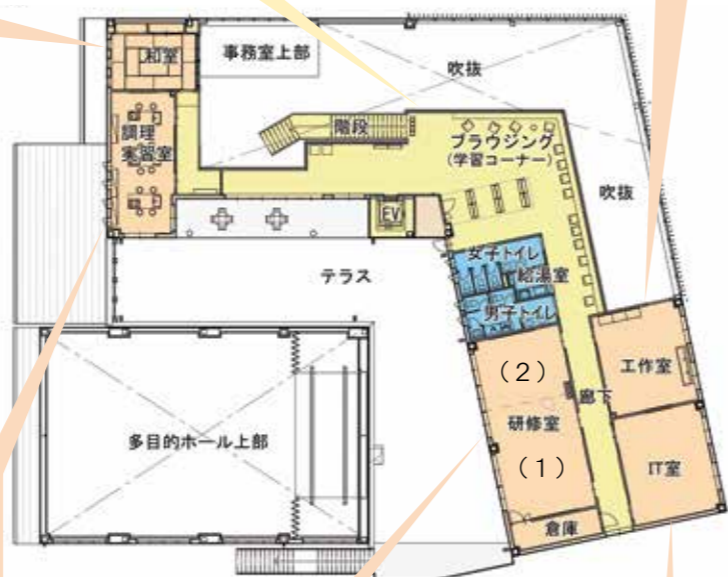 和室
事務室上部
吹抜
調理
実習室
階段
ブラウジング
(学習コーナー)
吹抜
EV
女子トイレ
給湯室
テラス
男子トイレ
(2)
工作室
廊下
研修室
多目的ホール上部
(1)
IT室
倉庫